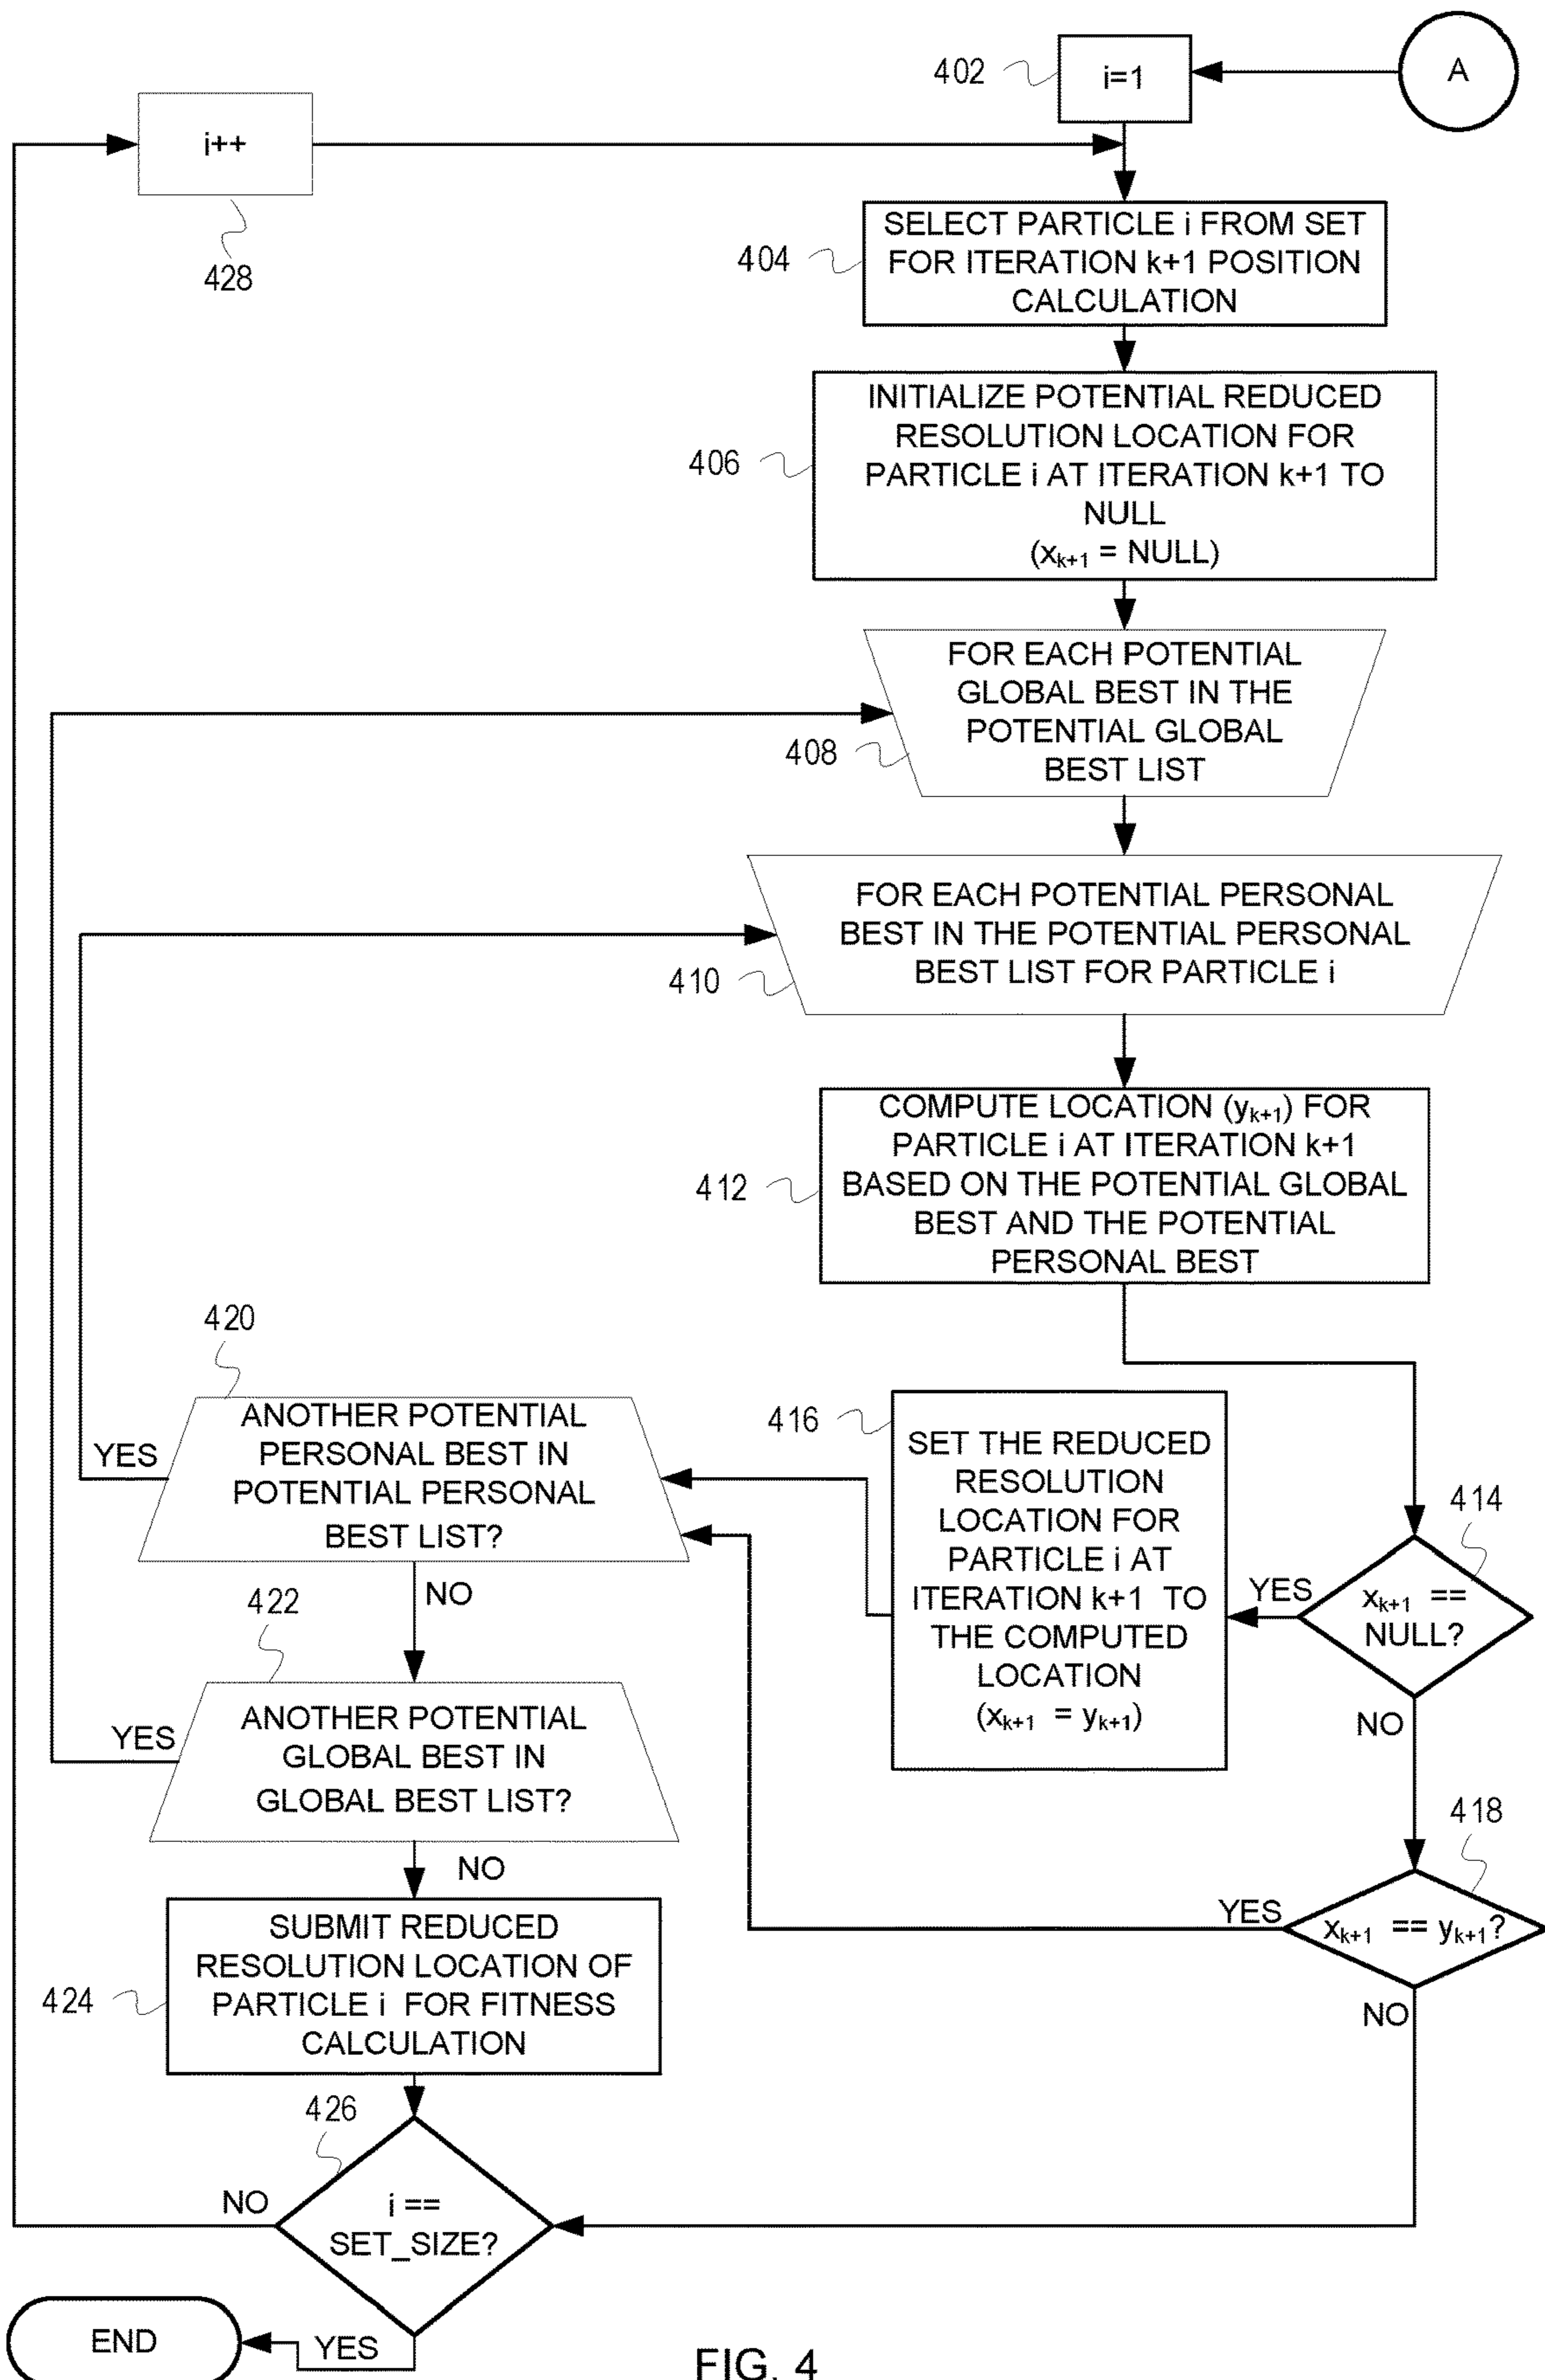 402
i=1
A
i++
428
404
SELECT PARTICLE i FROM SET
FOR ITERATION k+1 POSITION
CALCULATION
406
INITIALIZE POTENTIAL REDUCED
RESOLUTION LOCATION FOR
PARTICLE i AT ITERATION k+1 TO
NULL
(xk+1 = NULL)
408
FOR EACH POTENTIAL
GLOBAL BEST IN THE
POTENTIAL GLOBAL
BEST LIST
410
FOR EACH POTENTIAL PERSONAL
BEST IN THE POTENTIAL PERSONAL
BEST LIST FOR PARTICLE i
412
COMPUTE LOCATION (yk+1) FOR
PARTICLE i AT ITERATION k+1
BASED ON THE POTENTIAL GLOBAL
BEST AND THE POTENTIAL
PERSONAL BEST
414
xk+1 ==
NULL?
YES
NO
416
SET THE REDUCED
RESOLUTION
LOCATION FOR
PARTICLE i AT
ITERATION k+1 TO
THE COMPUTED
LOCATION
(xk+1 = yk+1)
418
xk+1 == yk+1?
YES
NO
420
ANOTHER POTENTIAL
PERSONAL BEST IN
POTENTIAL PERSONAL
BEST LIST?
YES
NO
422
ANOTHER POTENTIAL
GLOBAL BEST IN
GLOBAL BEST LIST?
YES
NO
424
SUBMIT REDUCED
RESOLUTION LOCATION OF
PARTICLE i FOR FITNESS
CALCULATION
426
i ==
SET_SIZE?
NO
YES
END
FIG. 4